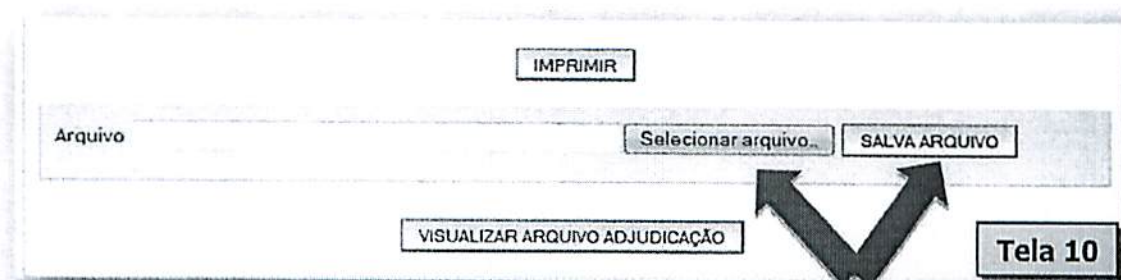 IMPRIMIR
Arquivo Selecionar arquivo.. SALVA ARQUIVO
VISUALIZAR ARQUIVO ADJUDICAÇÃO
Tela 10